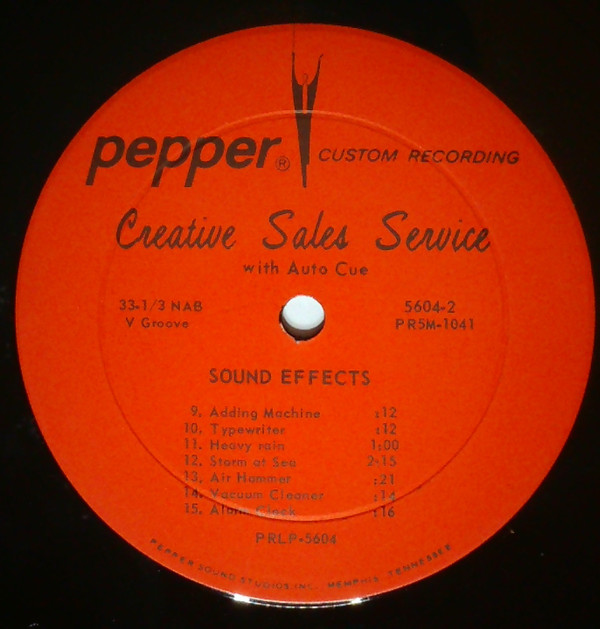 pepper® CUSTOM RECORDING
Creative Sales Service
with Auto Cue
33-1/3 NAB 5604-2
V Groove PR5M-1041
SOUND EFFECTS
9. Adding Machine :12
10. Typewriter :12
11. Heavy rain 1:00
12. Storm at Sea 2:15
13. Air Hammer :21
14. Vacuum Cleaner :14
15. Alarm Clock :16
PRLP-5604
PEPPER SOUND STUDIOS INC. MEMPHIS, TENNESSEE